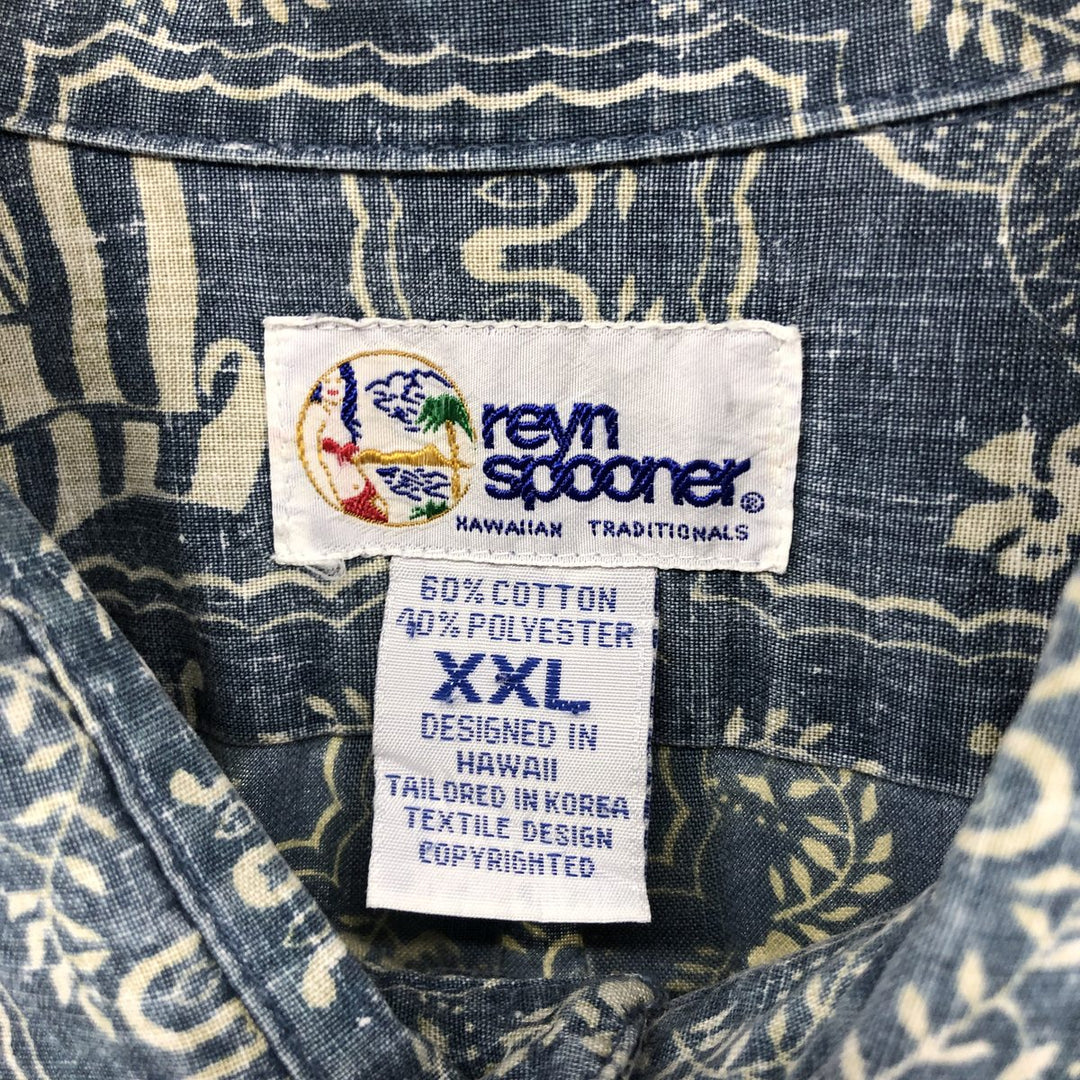 reyn
spooner®
HAWAIIAN TRADITIONALS
60% COTTON
40% POLYESTER
XXL
DESIGNED IN
HAWAII
TAILORED IN KOREA
TEXTILE DESIGN
COPYRIGHTED